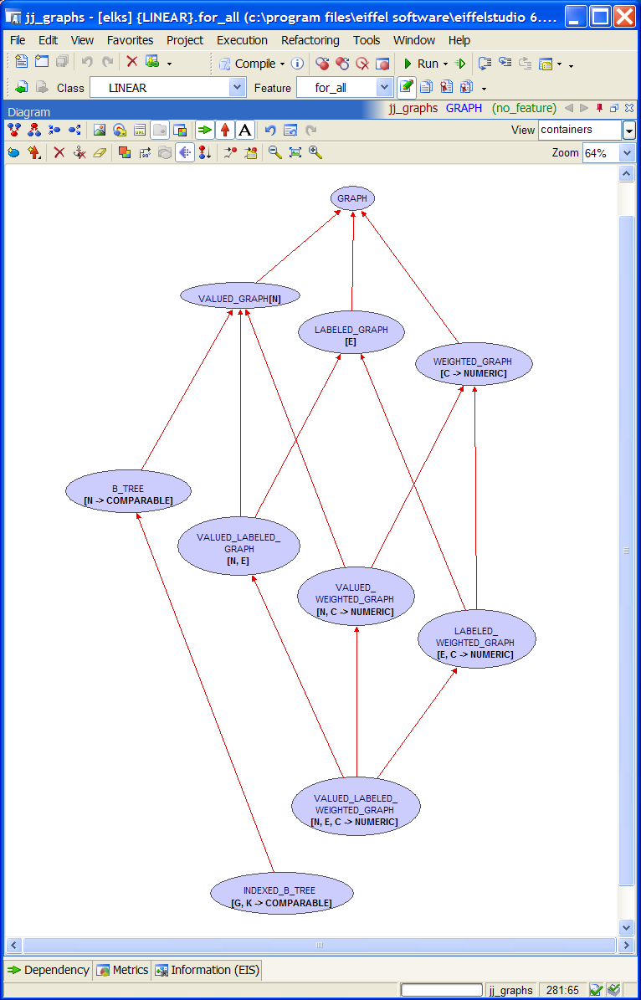 jj_graphs - [elks] {LINEAR}.for_all (c:\program files\eiffel software\eiffelstudio 6....
File Edit View Favorites Project Execution Refactoring Tools Window Help
Compile Run
Class LINEAR Feature for_all
Diagram jj_graphs GRAPH (no_feature)
View containers
Zoom 64%
GRAPH
VALUED_GRAPH[N]
LABELED_GRAPH
[E]
WEIGHTED_GRAPH
[C -> NUMERIC]
B_TREE
[N -> COMPARABLE]
VALUED_LABELED_
GRAPH
[N, E]
VALUED_
WEIGHTED_GRAPH
[N, C -> NUMERIC]
LABELED_
WEIGHTED_GRAPH
[E, C -> NUMERIC]
VALUED_LABELED_
WEIGHTED_GRAPH
[N, E, C -> NUMERIC]
INDEXED_B_TREE
[G, K -> COMPARABLE]
Dependency Metrics Information (EIS)
jj_graphs 281:65